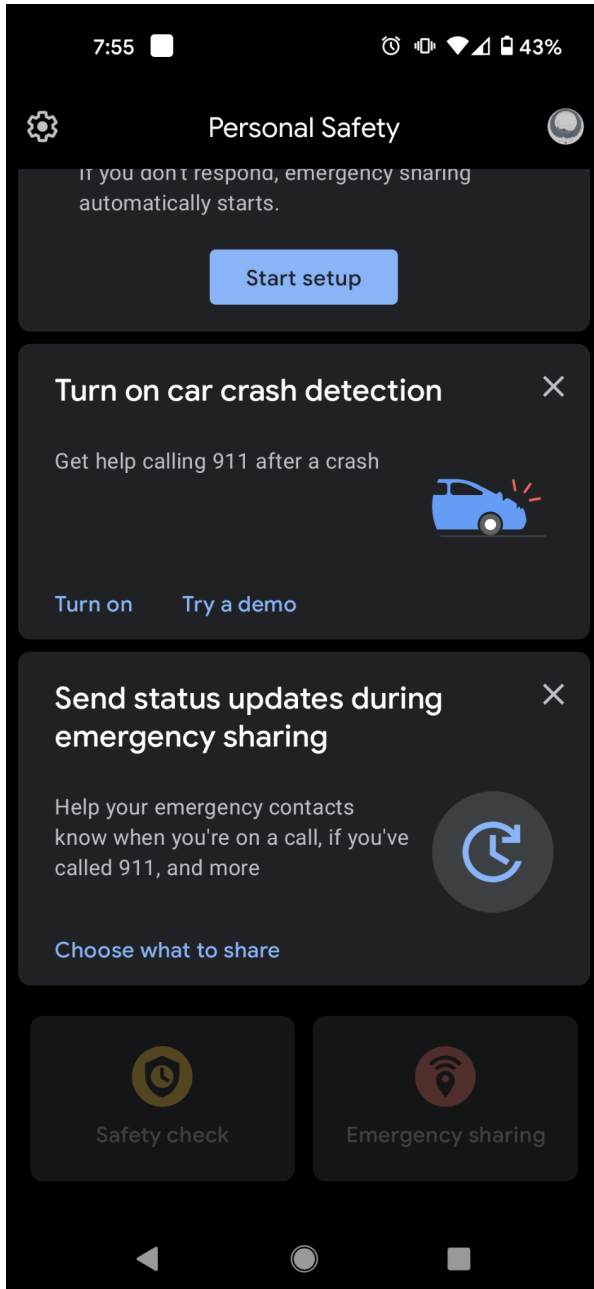 7:55
43%
Personal Safety
If you don't respond, emergency sharing
automatically starts.
Start setup
Turn on car crash detection
Get help calling 911 after a crash
Turn on
Try a demo
Send status updates during
emergency sharing
Help your emergency contacts
know when you're on a call, if you've
called 911, and more
Choose what to share
Safety check
Emergency sharing